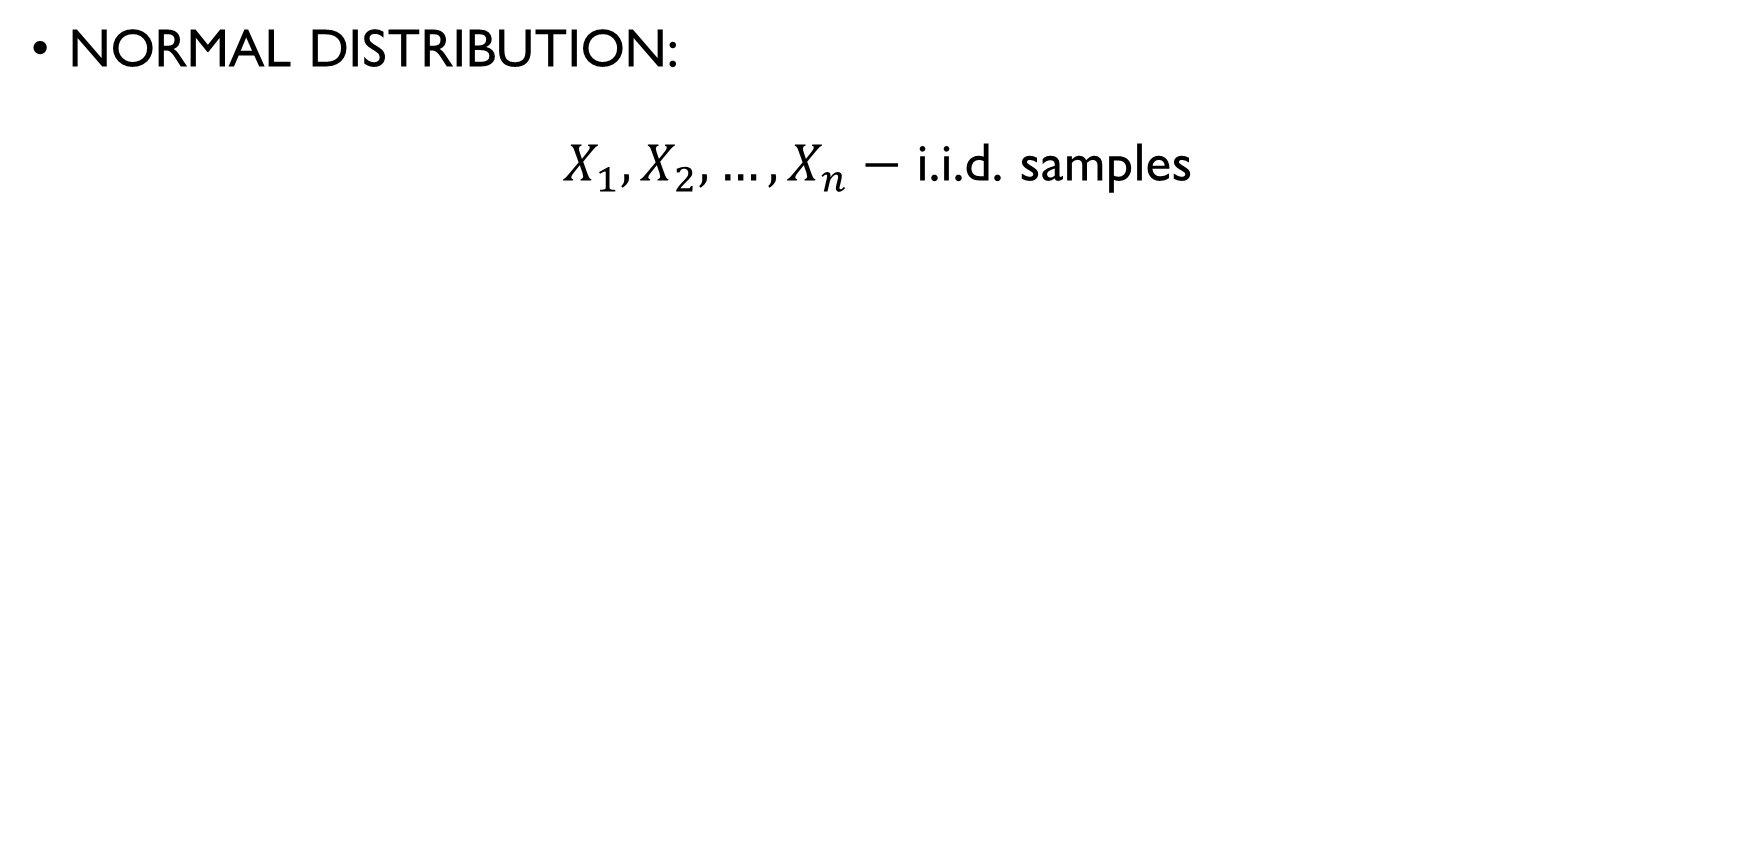 • NORMAL DISTRIBUTION:
X₁, X₂, … , Xₙ − i.i.d. samples